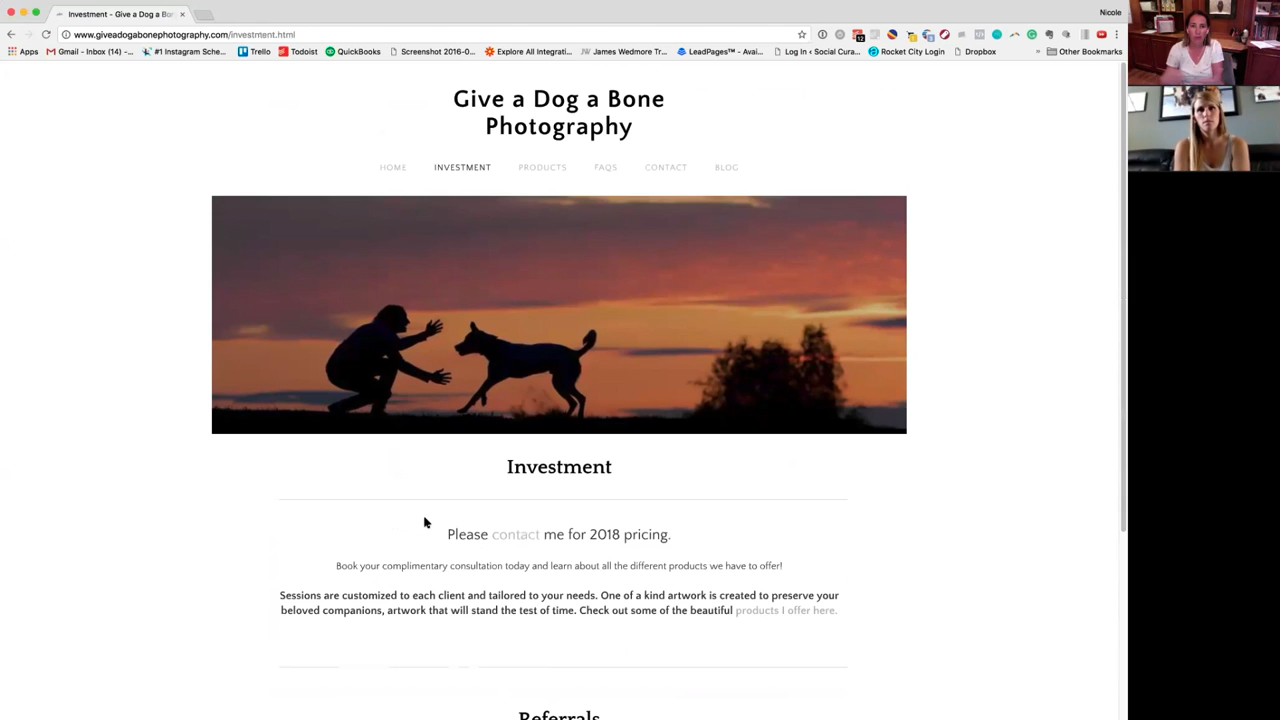 Investment - Give a Dog a Bon
Nicole
www.giveadogabonephotography.com/investment.html
Apps Gmail - Inbox (14) -... #1 Instagram Sche... Trello Todoist QuickBooks Screenshot 2016-0... Explore All Integrati... JW James Wedmore Tr... LeadPages™ - Avai... Log In ‹ Social Cura... Rocket City Login Dropbox » Other Bookmarks
Give a Dog a Bone
Photography
HOME INVESTMENT PRODUCTS FAQS CONTACT BLOG
Investment
Please contact me for 2018 pricing.
Book your complimentary consultation today and learn about all the different products we have to offer!
Sessions are customized to each client and tailored to your needs. One of a kind artwork is created to preserve your
beloved companions, artwork that will stand the test of time. Check out some of the beautiful products I offer here.
Referrals